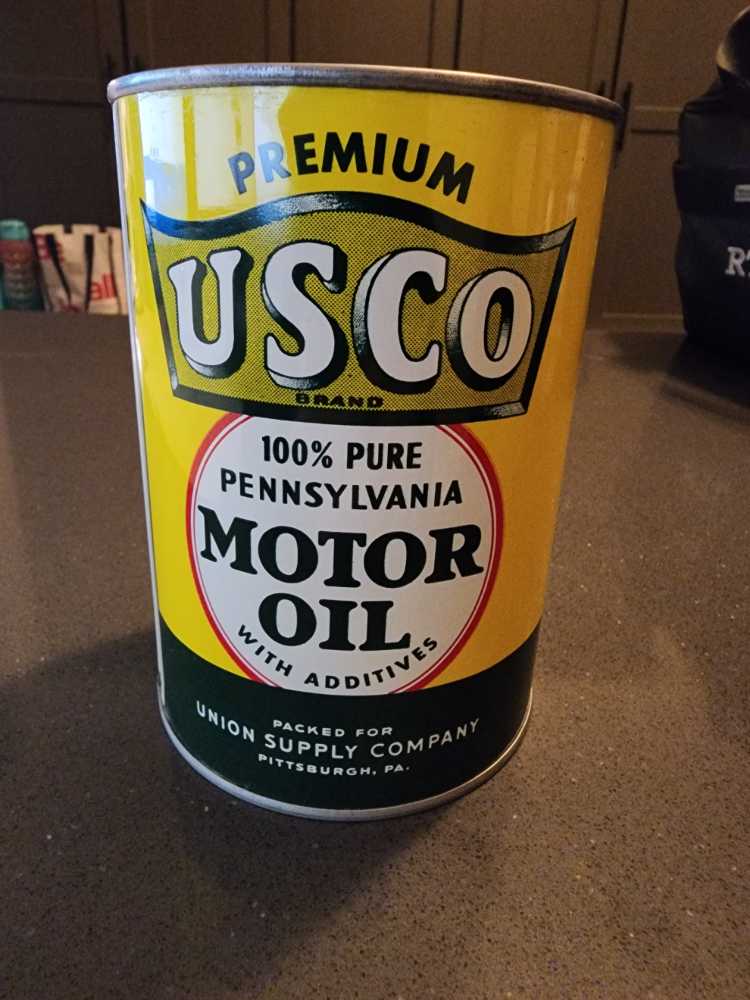 PREMIUM
USCO
BRAND
100% PURE
PENNSYLVANIA
MOTOR
OIL
WITH ADDITIVES
PACKED FOR
UNION SUPPLY COMPANY
PITTSBURGH, PA.